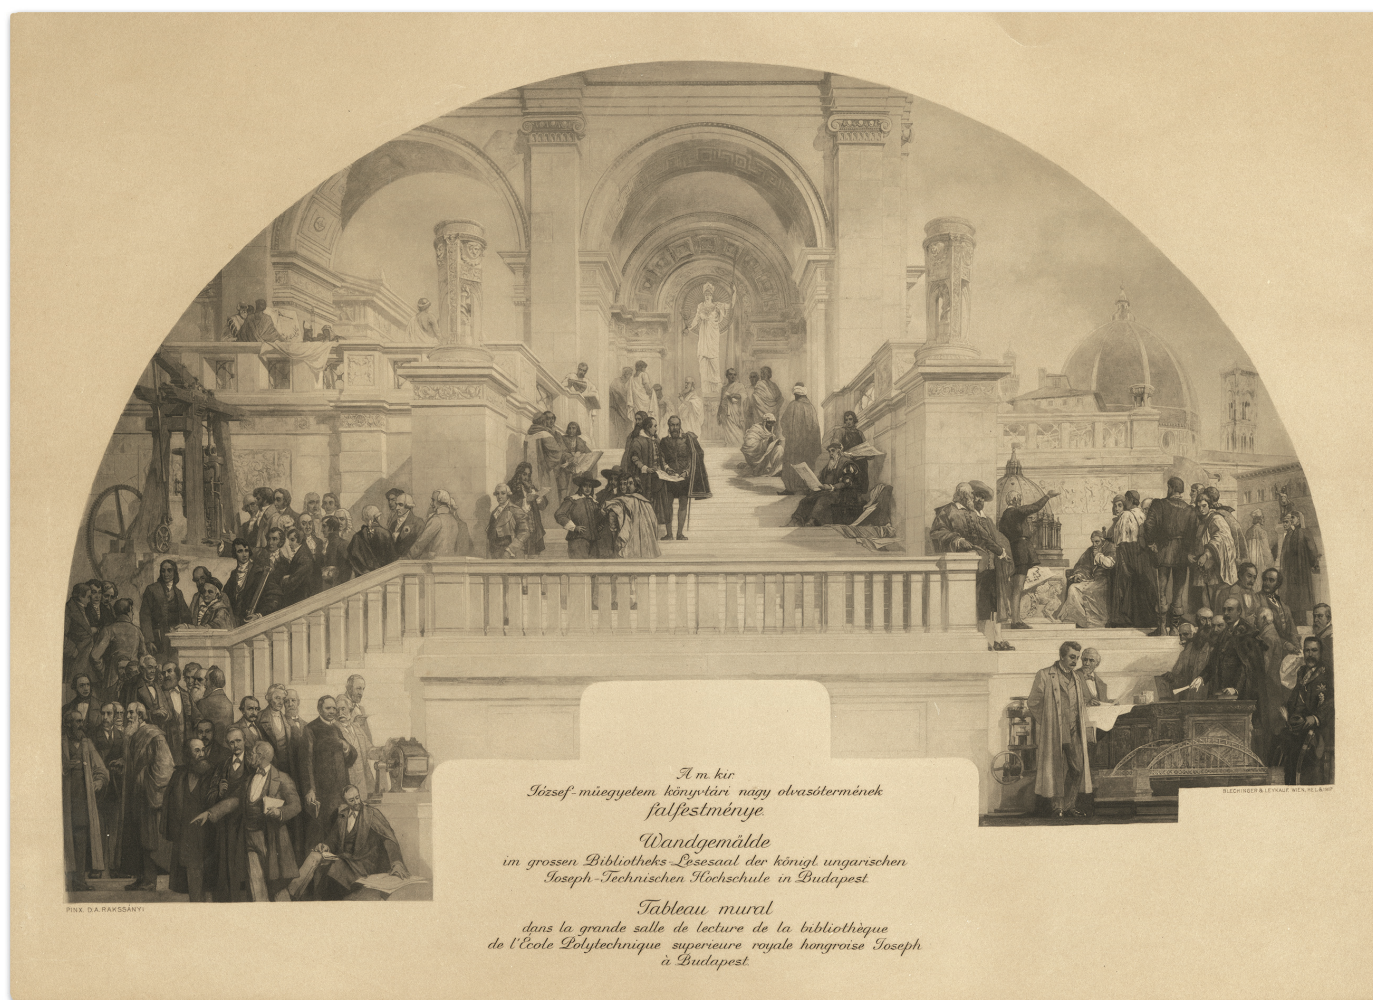 A m. kir.
József-müegyetem könyvtári nagy olvasótermének
falfestménye.
Wandgemälde
im grossen Bibliotheks-Lesesaal der königl. ungarischen
Joseph-Technischen Hochschule in Budapest.
Tableau mural
dans la grande salle de lecture de la bibliothèque
de l'École Polytechnique superieure royale hongroise Joseph
à Budapest.
PINX. D.A. RAKSSÁNYI
BLECHINGER & LEYKAUF, WIEN, HEL. & IMP.